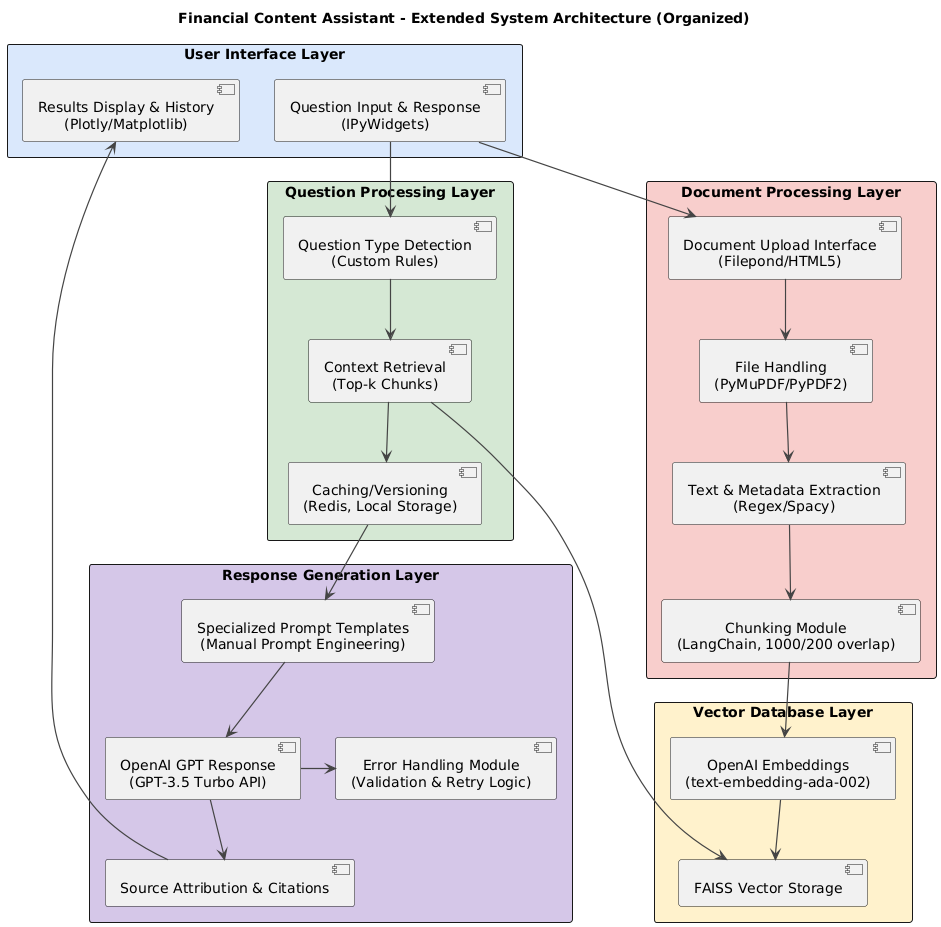 Financial Content Assistant - Extended System Architecture (Organized)
User Interface Layer
Results Display & History
(Plotly/Matplotlib)
Question Input & Response
(IPyWidgets)
Question Processing Layer
Question Type Detection
(Custom Rules)
Context Retrieval
(Top-k Chunks)
Caching/Versioning
(Redis, Local Storage)
Document Processing Layer
Document Upload Interface
(Filepond/HTML5)
File Handling
(PyMuPDF/PyPDF2)
Text & Metadata Extraction
(Regex/Spacy)
Chunking Module
(LangChain, 1000/200 overlap)
Response Generation Layer
Specialized Prompt Templates
(Manual Prompt Engineering)
OpenAI GPT Response
(GPT-3.5 Turbo API)
Error Handling Module
(Validation & Retry Logic)
Source Attribution & Citations
Vector Database Layer
OpenAI Embeddings
(text-embedding-ada-002)
FAISS Vector Storage